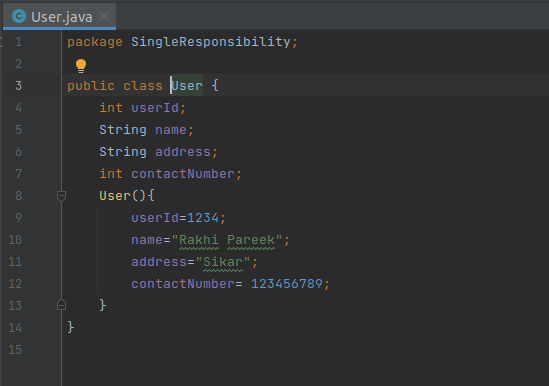 User.java
1 package SingleResponsibility;
2
3 public class User {
4     int userId;
5     String name;
6     String address;
7     int contactNumber;
8     User(){
9         userId=1234;
10         name="Rakhi Pareek";
11         address="Sikar";
12         contactNumber= 123456789;
13     }
14 }
15